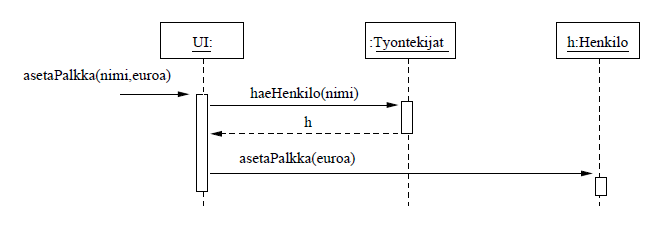 UI:
:Tyontekijat
h:Henkilo
asetaPalkka(nimi,euroa)
haeHenkilo(nimi)
h
asetaPalkka(euroa)